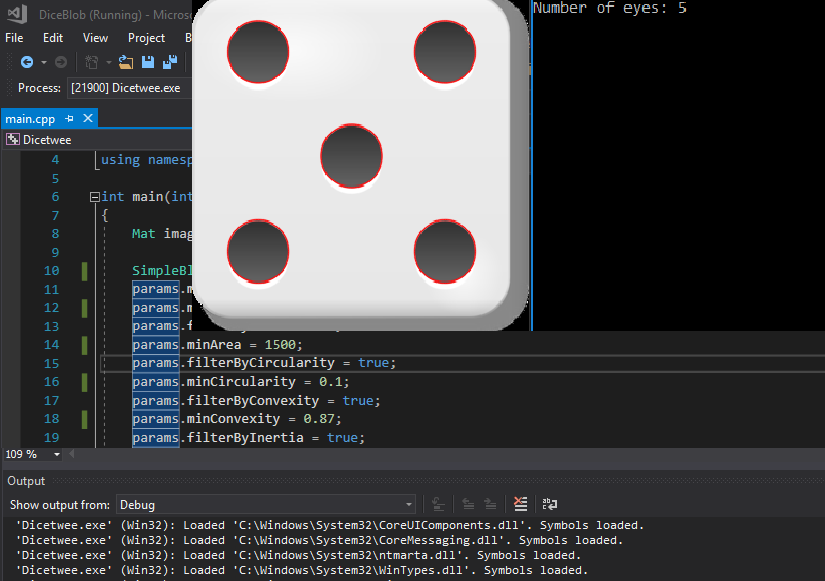 DiceBlob (Running) - Micros
Number of eyes: 5
File Edit View Project B
Process: [21900] Dicetwee.exe
main.cpp
Dicetwee
4 using namesp
5
6 int main(int
7 {
8 Mat imag
9
10 SimpleBl
11 params.m
12 params.m
13 params.f
14 params.minArea = 1500;
15 params.filterByCircularity = true;
16 params.minCircularity = 0.1;
17 params.filterByConvexity = true;
18 params.minConvexity = 0.87;
19 params.filterByInertia = true;
109 %
Output
Show output from: Debug
'Dicetwee.exe' (Win32): Loaded 'C:\Windows\System32\CoreUIComponents.dll'. Symbols loaded.
'Dicetwee.exe' (Win32): Loaded 'C:\Windows\System32\CoreMessaging.dll'. Symbols loaded.
'Dicetwee.exe' (Win32): Loaded 'C:\Windows\System32\ntmarta.dll'. Symbols loaded.
'Dicetwee.exe' (Win32): Loaded 'C:\Windows\System32\WinTypes.dll'. Symbols loaded.